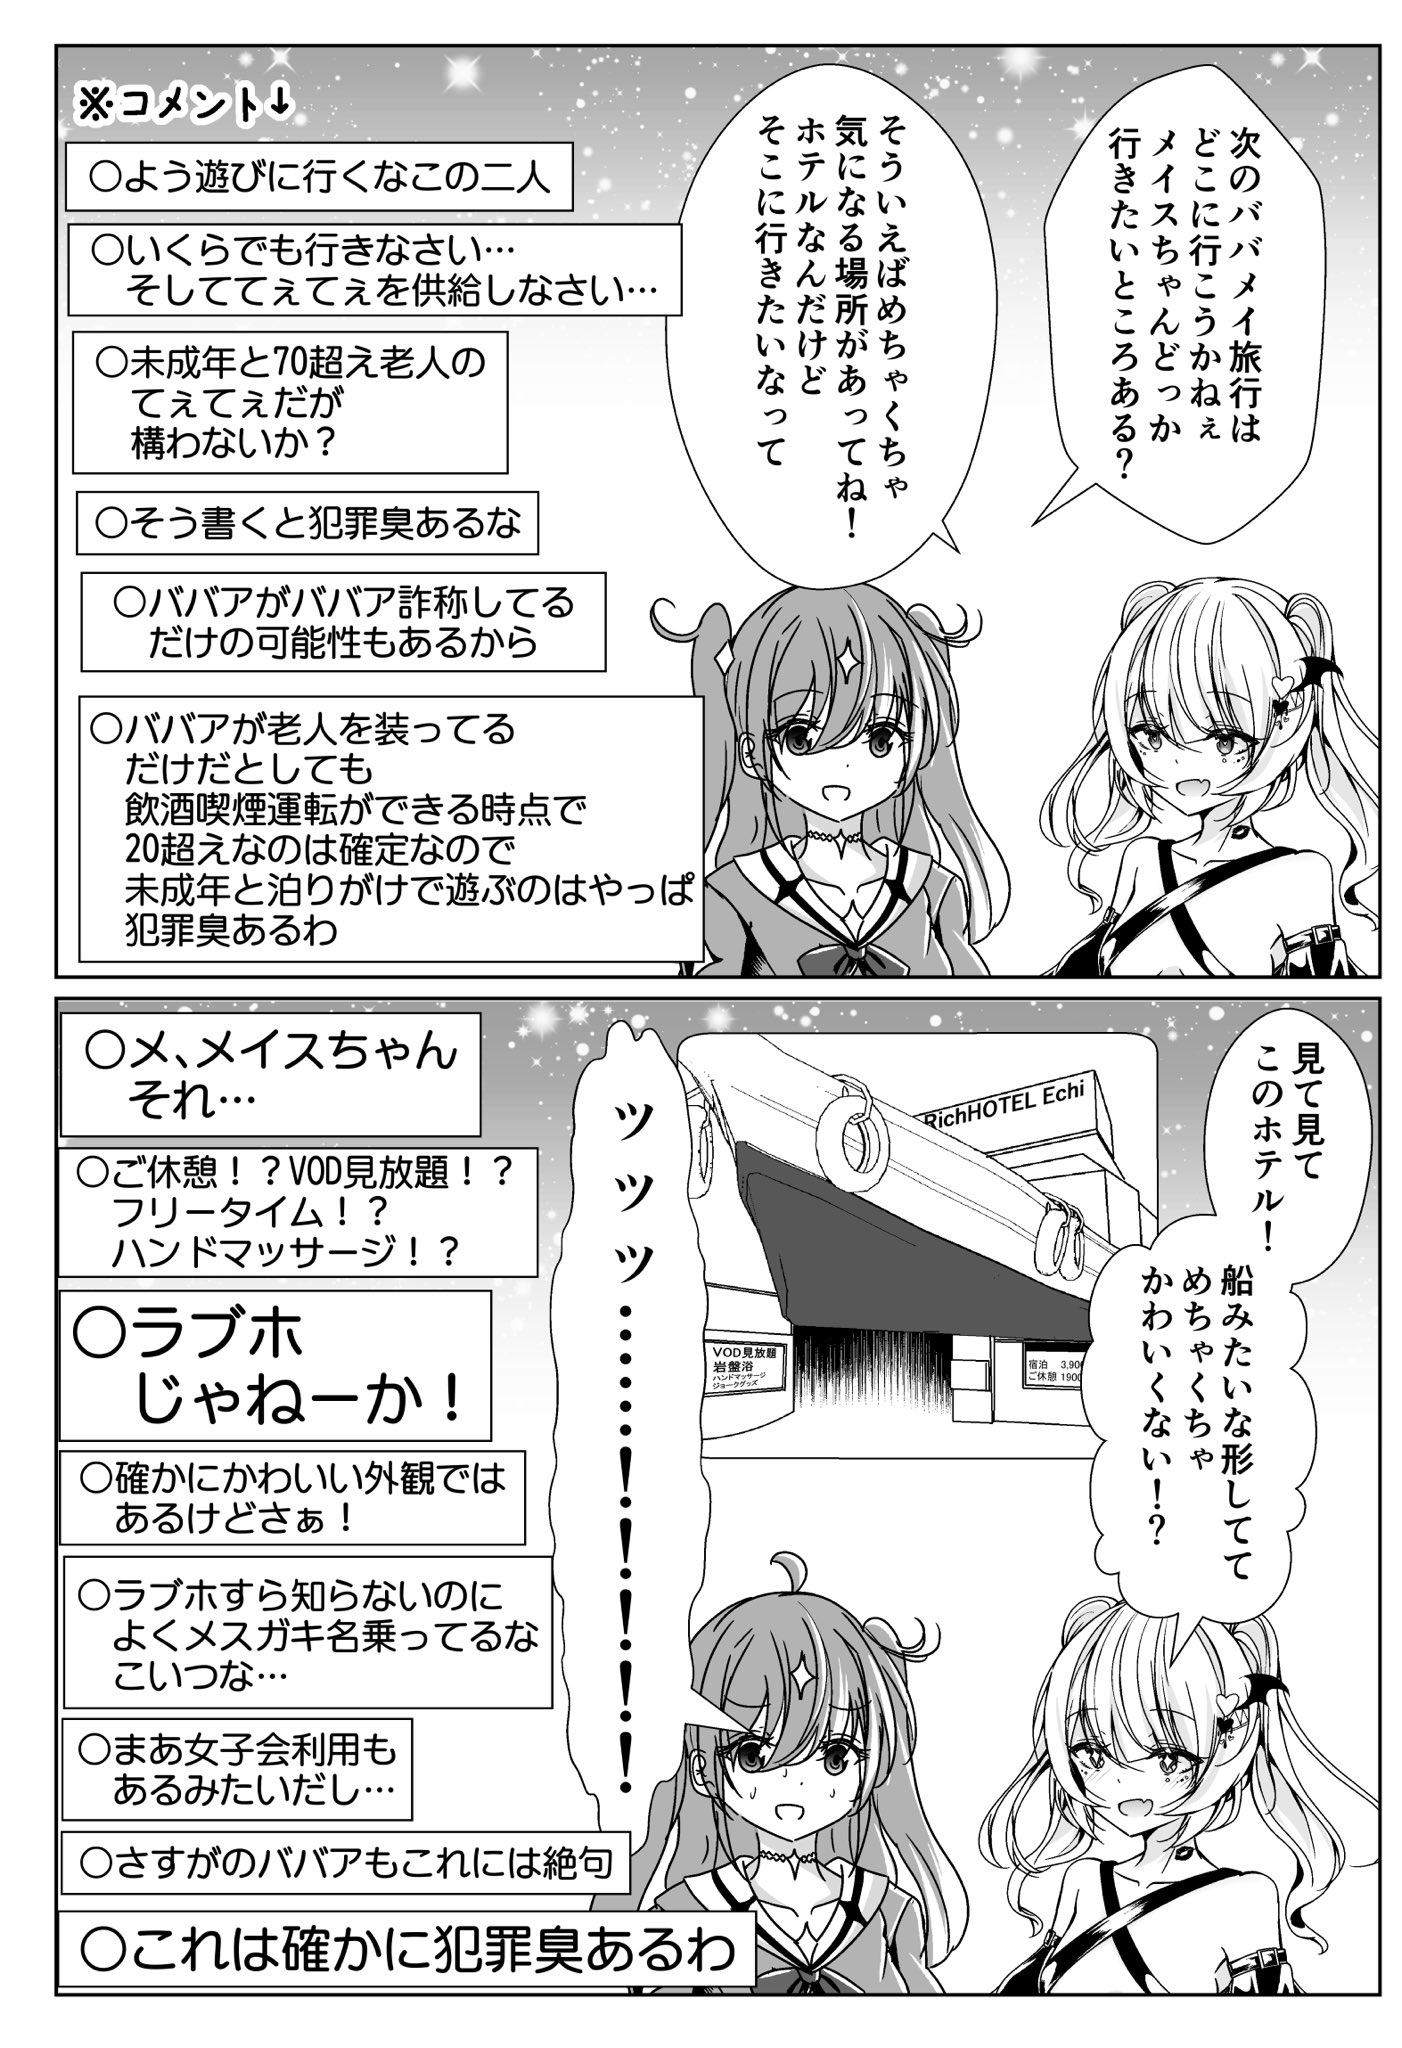 次のババメイ旅行は
どこに行こうかねぇ
メイスちゃんどっか
行きたいところある？
そういえばめちゃくちゃ
気になる場所があってね！
ホテルなんだけど
そこに行きたいなって
※コメント↓
○よう遊びに行くなこの二人
○いくらでも行きなさい…
そしててぇてぇを供給しなさい…
○未成年と70超え老人の
てぇてぇだが
構わないか？
○そう書くと犯罪臭あるな
○ババアがババア詐称してる
だけの可能性もあるから
○ババアが老人を装ってる
だけだとしても
飲酒喫煙運転ができる時点で
20超えなのは確定なので
未成年と泊りがけで遊ぶのはやっぱ
犯罪臭あるわ
見て見て
このホテル！
船みたいな形してて
めちゃくちゃ
かわいくない！？
RichHOTEL Echi
VOD見放題
岩盤浴
ハンドマッサージ
ジョークグッズ
宿泊 3,900
ご休憩 1900
ッッッ……！！！！！！！
○メ、メイスちゃん
それ…
○ご休憩！？VOD見放題！？
フリータイム！？
ハンドマッサージ！？
○ラブホ
じゃねーか！
○確かにかわいい外観では
あるけどさぁ！
○ラブホすら知らないのに
よくメスガキ名乗ってるな
こいつな…
○まあ女子会利用も
あるみたいだし…
○さすがのババアもこれには絶句
○これは確かに犯罪臭あるわ